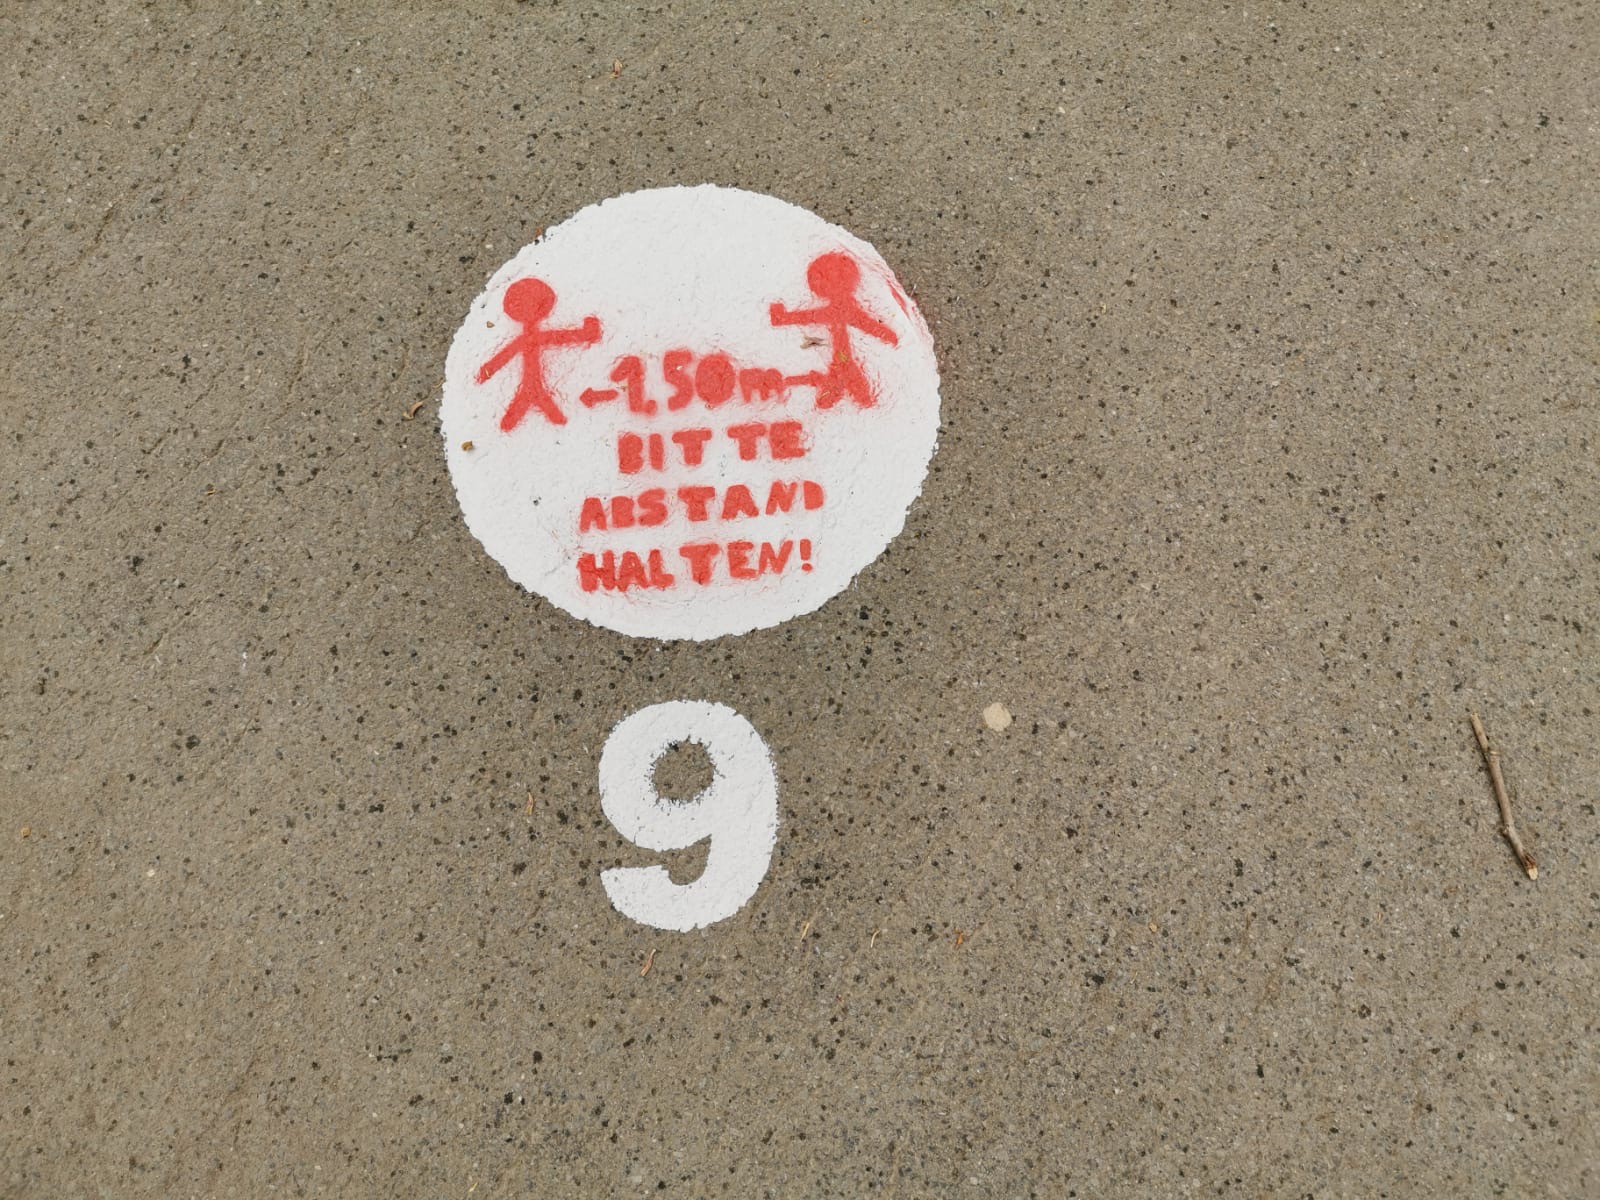 -1,50m-
BITTE
ABSTAND
HALTEN!
9